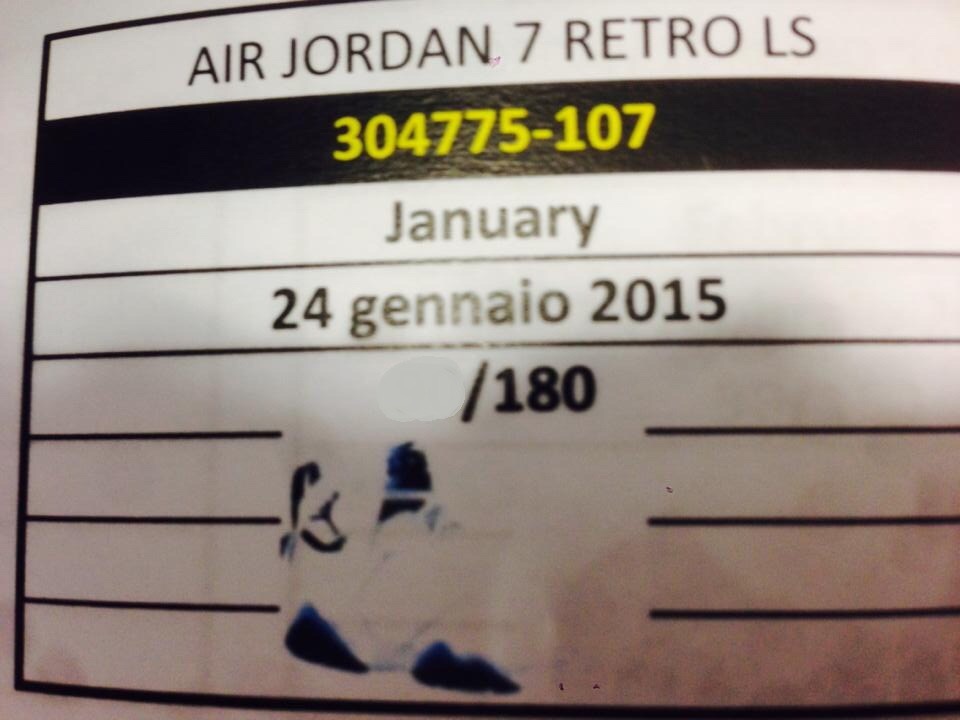 AIR JORDAN 7 RETRO LS
304775-107
January
24 gennaio 2015
/180